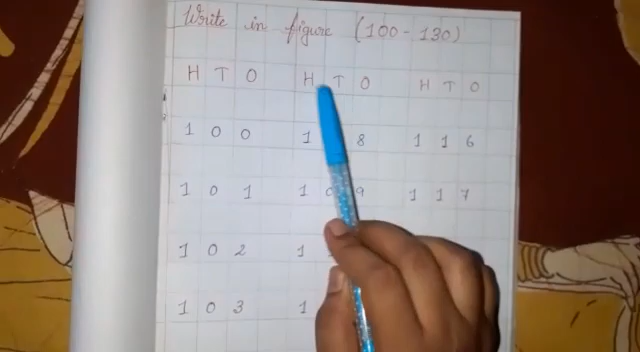 Write in figure (100 - 130)
H T O H T O H T O
1 0 0 1 8 1 1 6
1 0 1 1 0 9 1 1 7
1 0 2 1
1 0 3 1